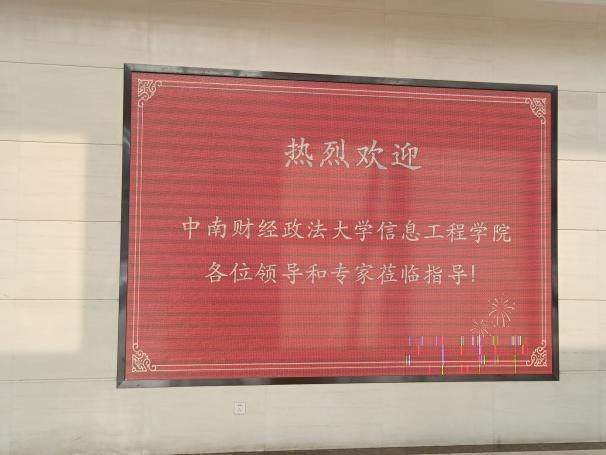 热烈欢迎
中南财经政法大学信息工程学院
各位领导和专家莅临指导!